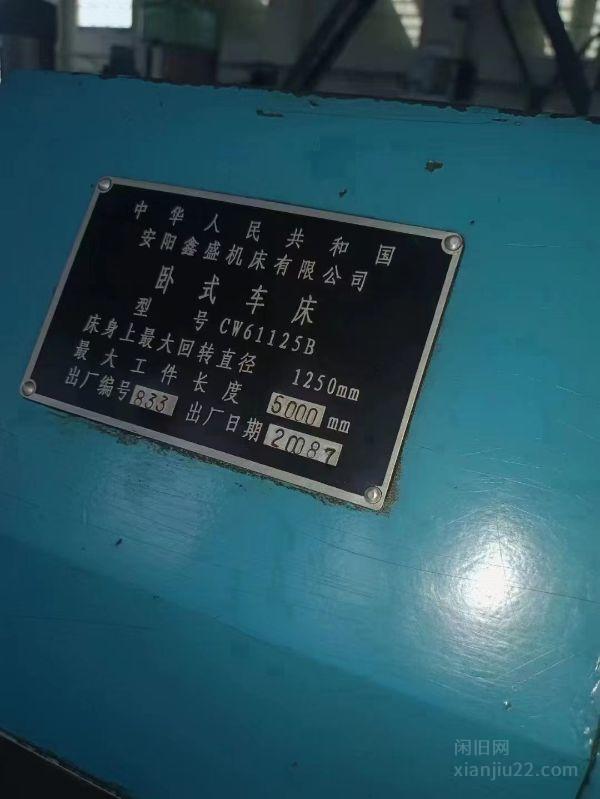 中华人民共和国
安阳鑫盛机床有限公司
卧式车床
型号 CW61125B
床身上最大回转直径 1250mm
最大工件长度 5000 mm
出厂编号 833 出厂日期 20087
闲旧网
xianjiu22.com